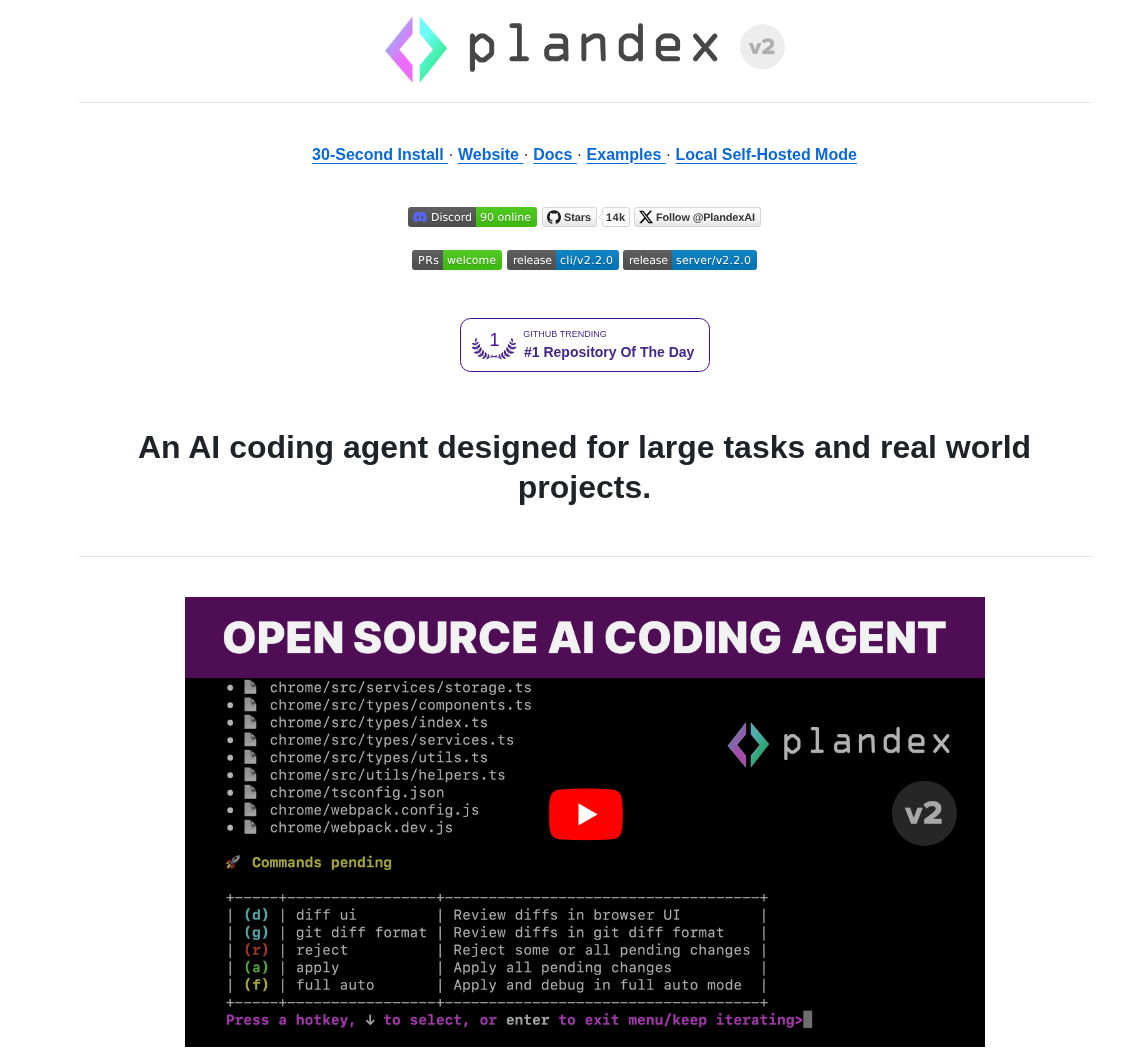 plandex v2
30-Second Install · Website · Docs · Examples · Local Self-Hosted Mode
Discord 90 online Stars 14k Follow @PlandexAI
PRs welcome release cli/v2.2.0 release server/v2.2.0
1 GITHUB TRENDING
#1 Repository Of The Day
An AI coding agent designed for large tasks and real world
projects.
OPEN SOURCE AI CODING AGENT
• chrome/src/services/storage.ts
• chrome/src/types/components.ts
• chrome/src/types/index.ts
• chrome/src/types/services.ts
plandex
• chrome/src/types/utils.ts
• chrome/src/utils/helpers.ts
• chrome/tsconfig.json
• chrome/webpack.config.js
v2
• chrome/webpack.dev.js
🚀 Commands pending
+-----+-----------------+------------------------------------+
| (d) | diff ui | Review diffs in browser UI |
| (g) | git diff format | Review diffs in git diff format |
| (r) | reject | Reject some or all pending changes |
| (a) | apply | Apply all pending changes |
| (f) | full auto | Apply and debug in full auto mode |
+-----+-----------------+------------------------------------+
Press a hotkey, ↓ to select, or enter to exit menu/keep iterating>